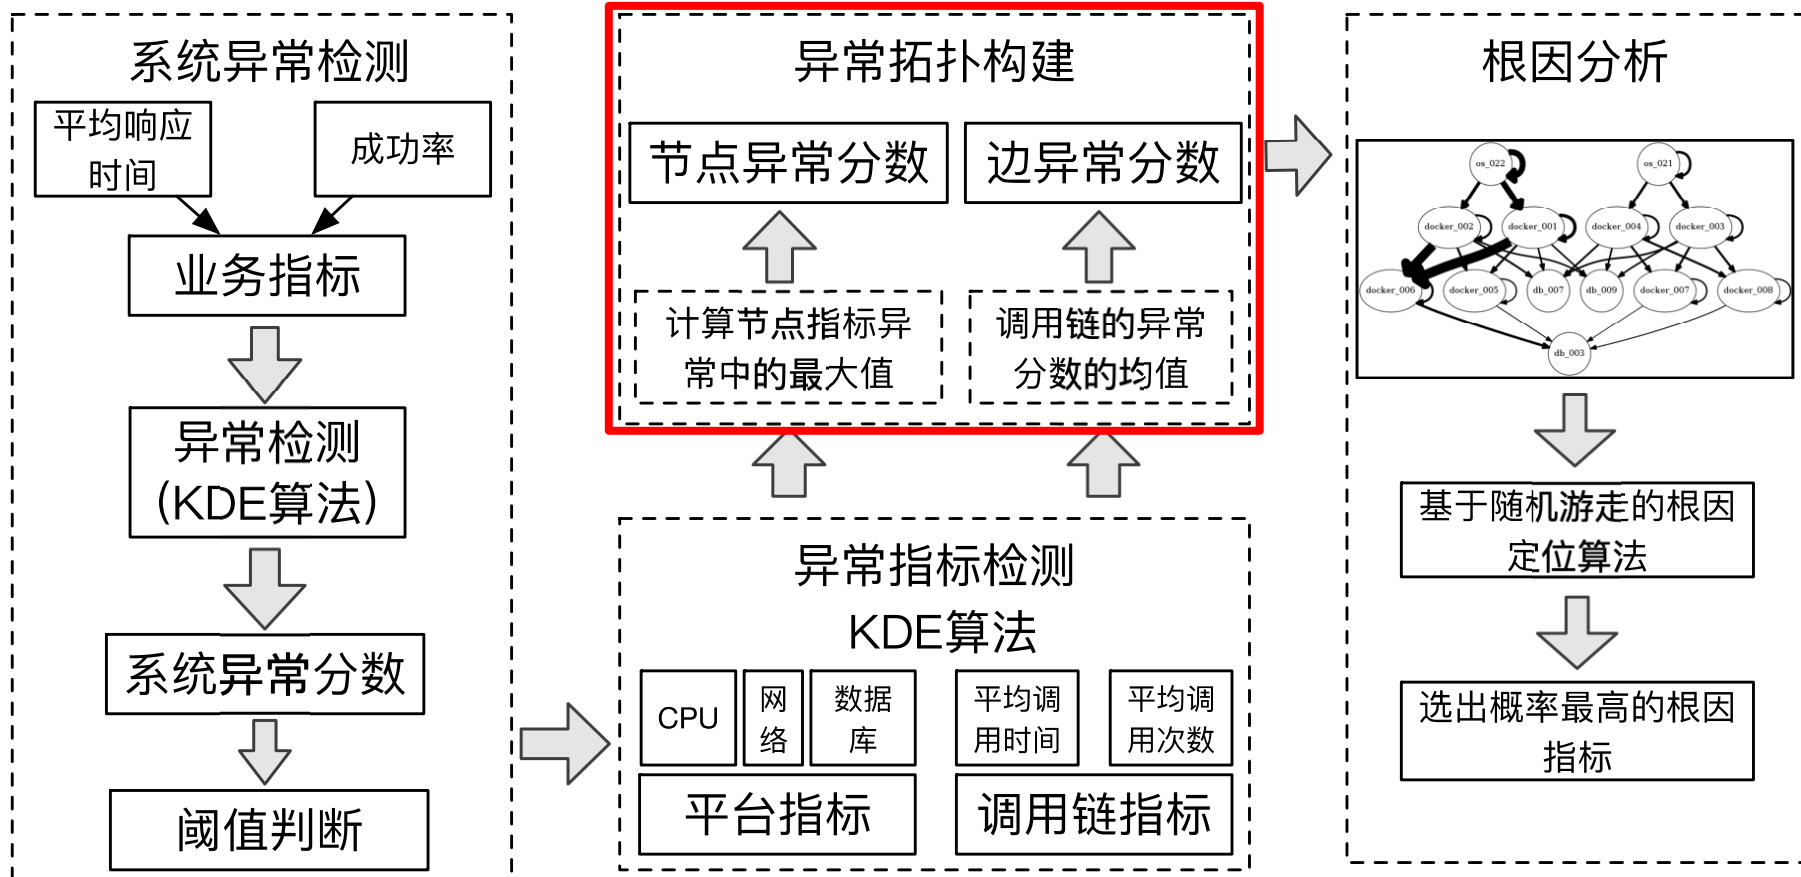 系统异常检测
平均响应
时间
成功率
业务指标
异常检测
(KDE算法)
系统异常分数
阈值判断
异常拓扑构建
节点异常分数
边异常分数
计算节点指标异
常中的最大值
调用链的异常
分数的均值
异常指标检测
KDE算法
CPU
网
络
数据
库
平均调
用时间
平均调
用次数
平台指标
调用链指标
根因分析
os_022
os_021
docker_002
docker_001
docker_004
docker_003
docker_006
docker_005
db_007
db_009
docker_007
docker_008
db_003
基于随机游走的根因
定位算法
选出概率最高的根因
指标